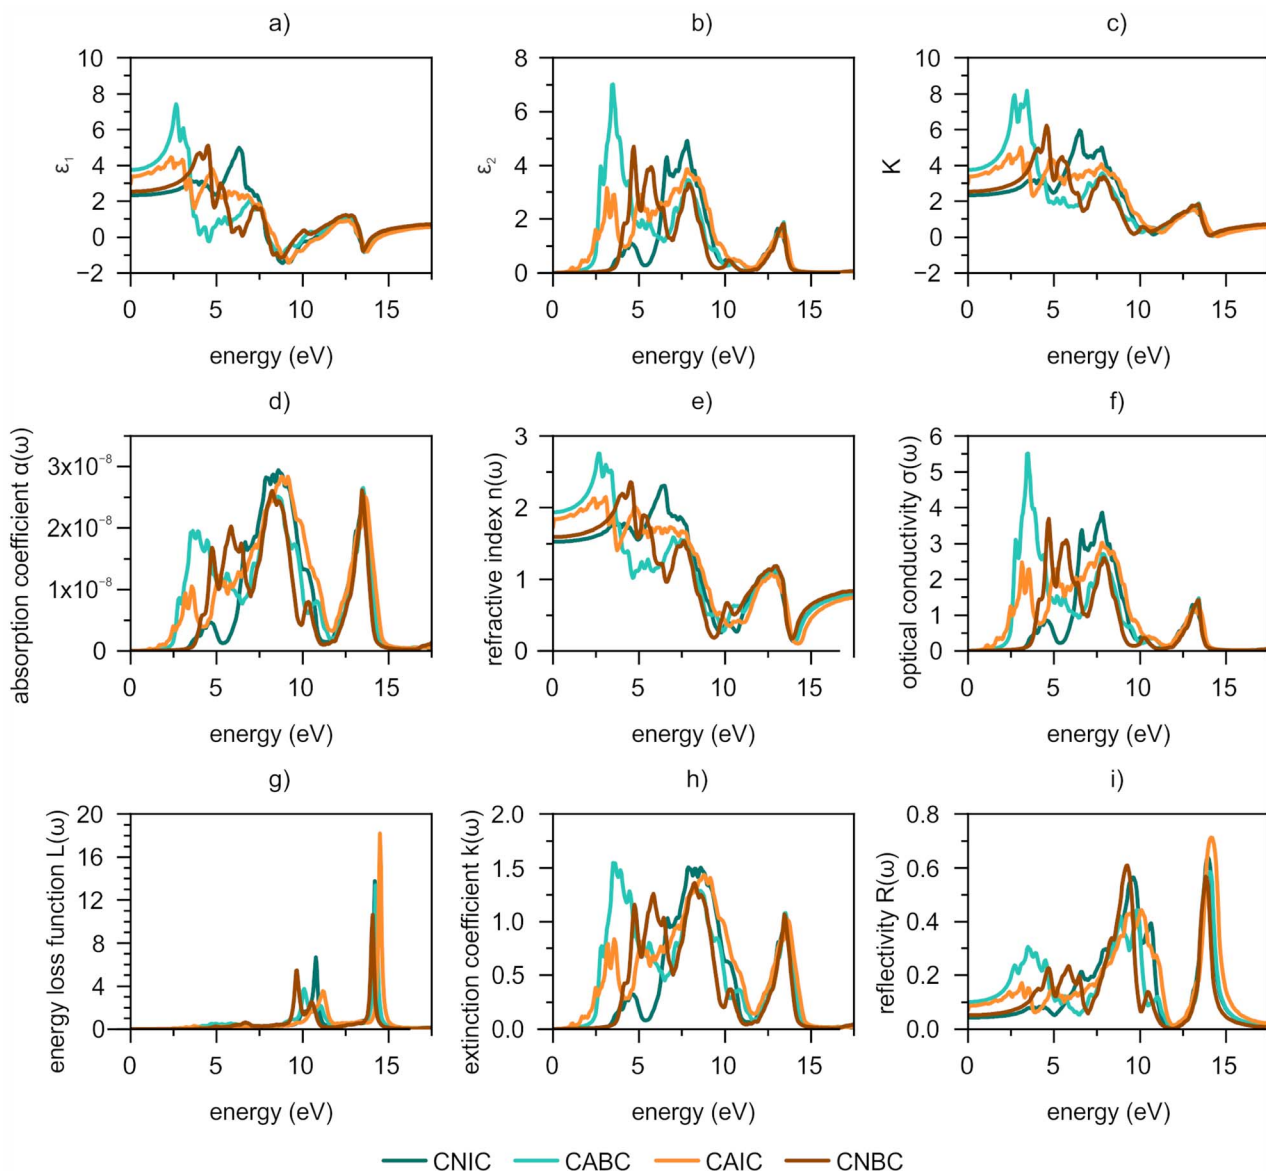 a)
b)
c)
10
8
6
4
2
0
−2
ε₁
0
5
10
15
energy (eV)
8
6
4
2
0
ε₂
0
5
10
15
energy (eV)
10
8
6
4
2
0
−2
K
0
5
10
15
energy (eV)
d)
e)
f)
3x10⁻⁸
2x10⁻⁸
1x10⁻⁸
0
absorption coefficient α(ω)
0
5
10
15
energy (eV)
3
2
1
0
refractive index n(ω)
0
5
10
15
energy (eV)
6
5
4
3
2
1
0
optical conductivity σ(ω)
0
5
10
15
energy (eV)
g)
h)
i)
20
16
12
8
4
0
energy loss function L(ω)
0
5
10
15
energy (eV)
2.0
1.5
1.0
0.5
0.0
extinction coefficient k(ω)
0
5
10
15
energy (eV)
0.8
0.6
0.4
0.2
0.0
reflectivity R(ω)
0
5
10
15
energy (eV)
CNIC CABC CAIC CNBC